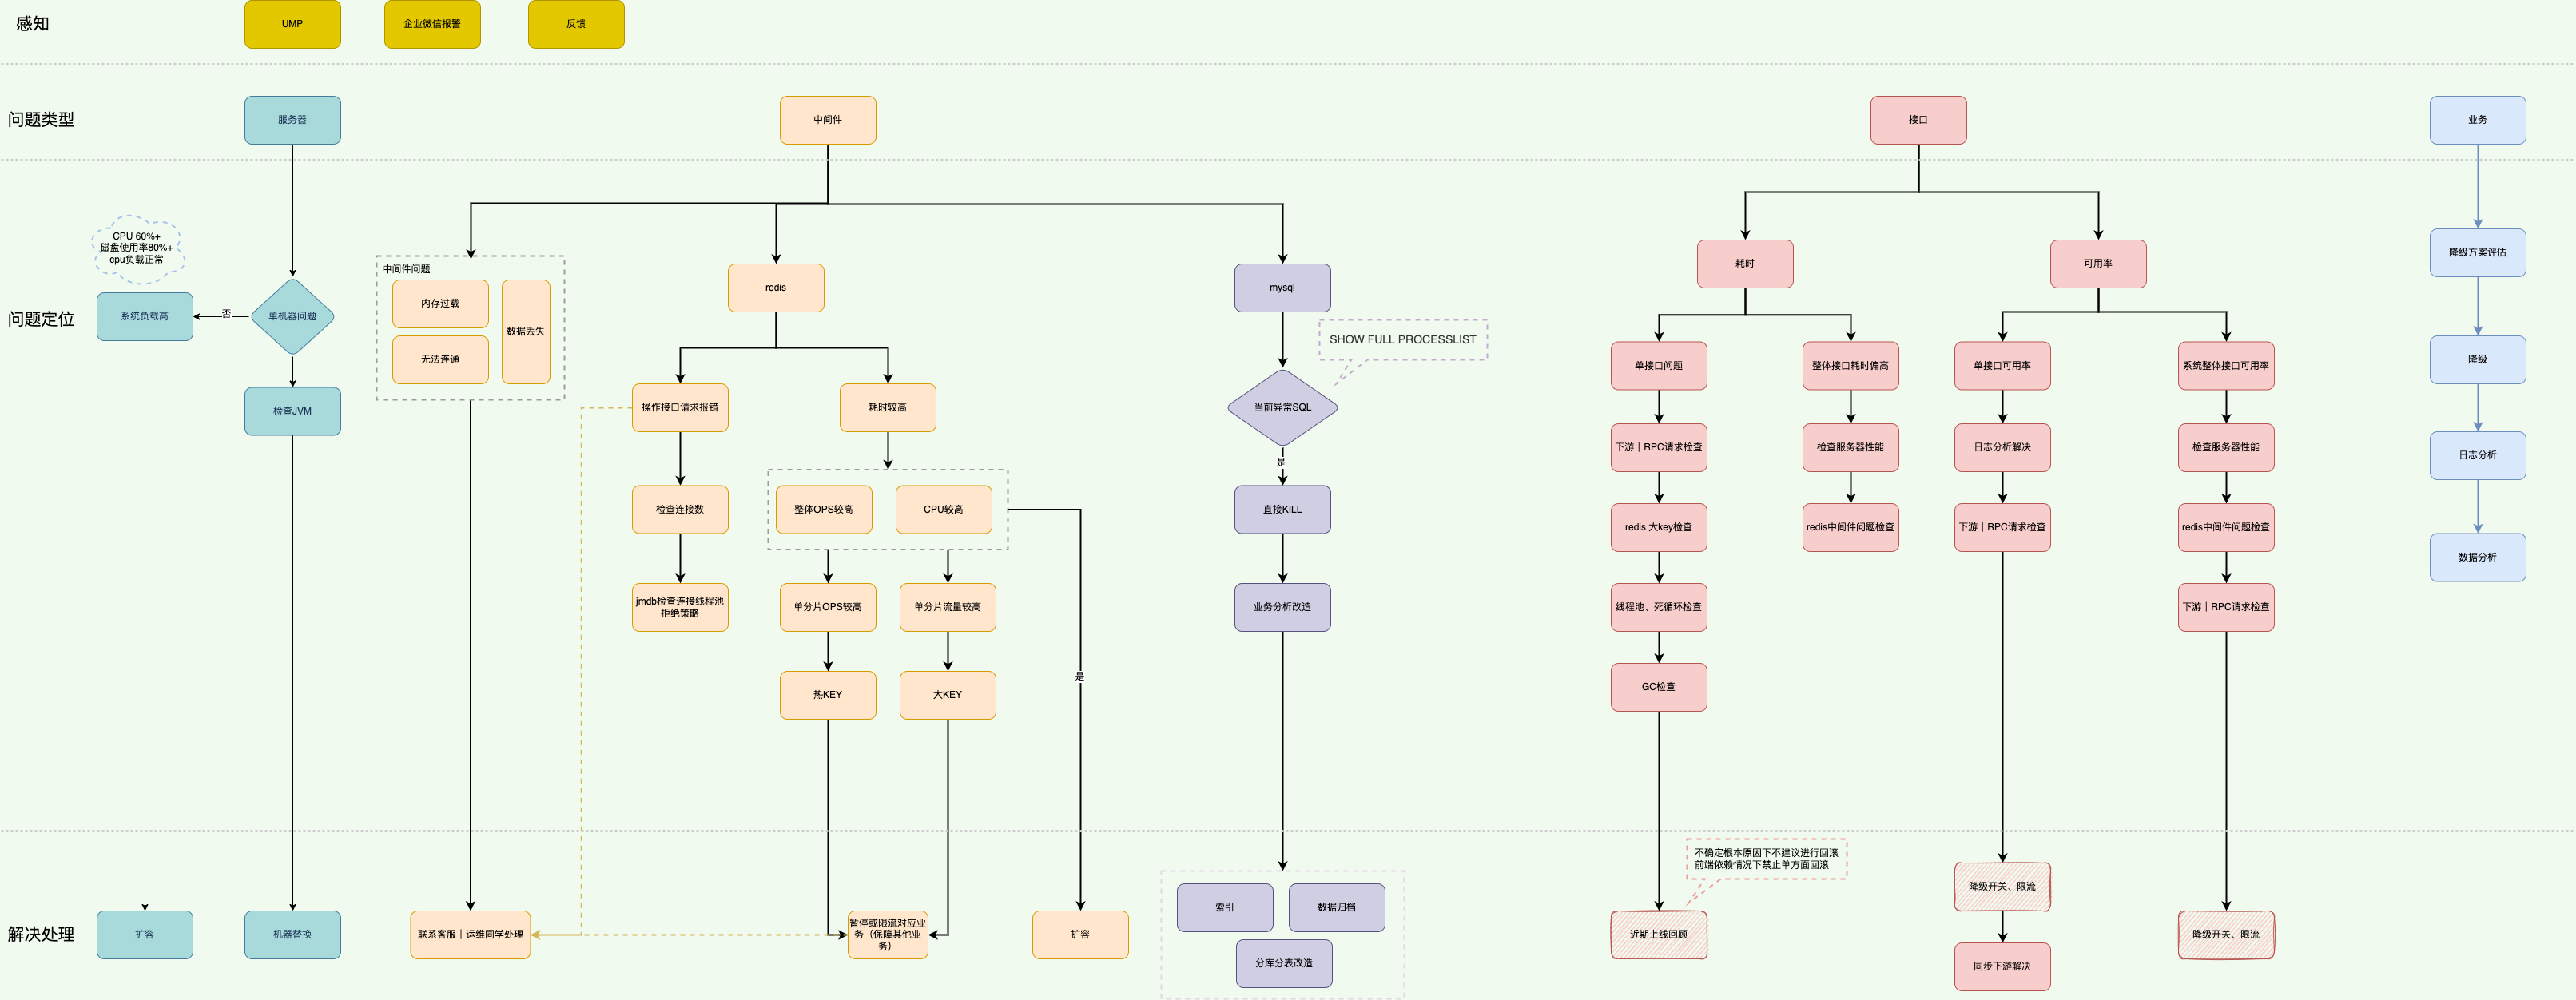 感知
UMP
企业微信报警
反馈
问题类型
服务器
中间件
接口
业务
问题定位
CPU 60%+
磁盘使用率80%+
cpu负载正常
系统负载高
否
单机器问题
检查JVM
中间件问题
内存过载
无法连通
数据丢失
redis
操作接口请求报错
耗时较高
检查连接数
jmdb检查连接线程池
拒绝策略
整体OPS较高
CPU较高
单分片OPS较高
单分片流量较高
热KEY
大KEY
是
mysql
SHOW FULL PROCESSLIST
当前异常SQL
是
直接KILL
业务分析改造
耗时
可用率
单接口问题
整体接口耗时偏高
单接口可用率
系统整体接口可用率
下游｜RPC请求检查
检查服务器性能
日志分析解决
检查服务器性能
redis 大key检查
redis中间件问题检查
下游｜RPC请求检查
redis中间件问题检查
线程池、死循环检查
下游｜RPC请求检查
GC检查
降级方案评估
降级
日志分析
数据分析
解决处理
扩容
机器替换
联系客服｜运维同学处理
暂停或限流对应业
务（保障其他业
务）
扩容
索引
数据归档
分库分表改造
不确定根本原因下不建议进行回滚
前端依赖情况下禁止单方面回滚
近期上线回顾
降级开关、限流
同步下游解决
降级开关、限流